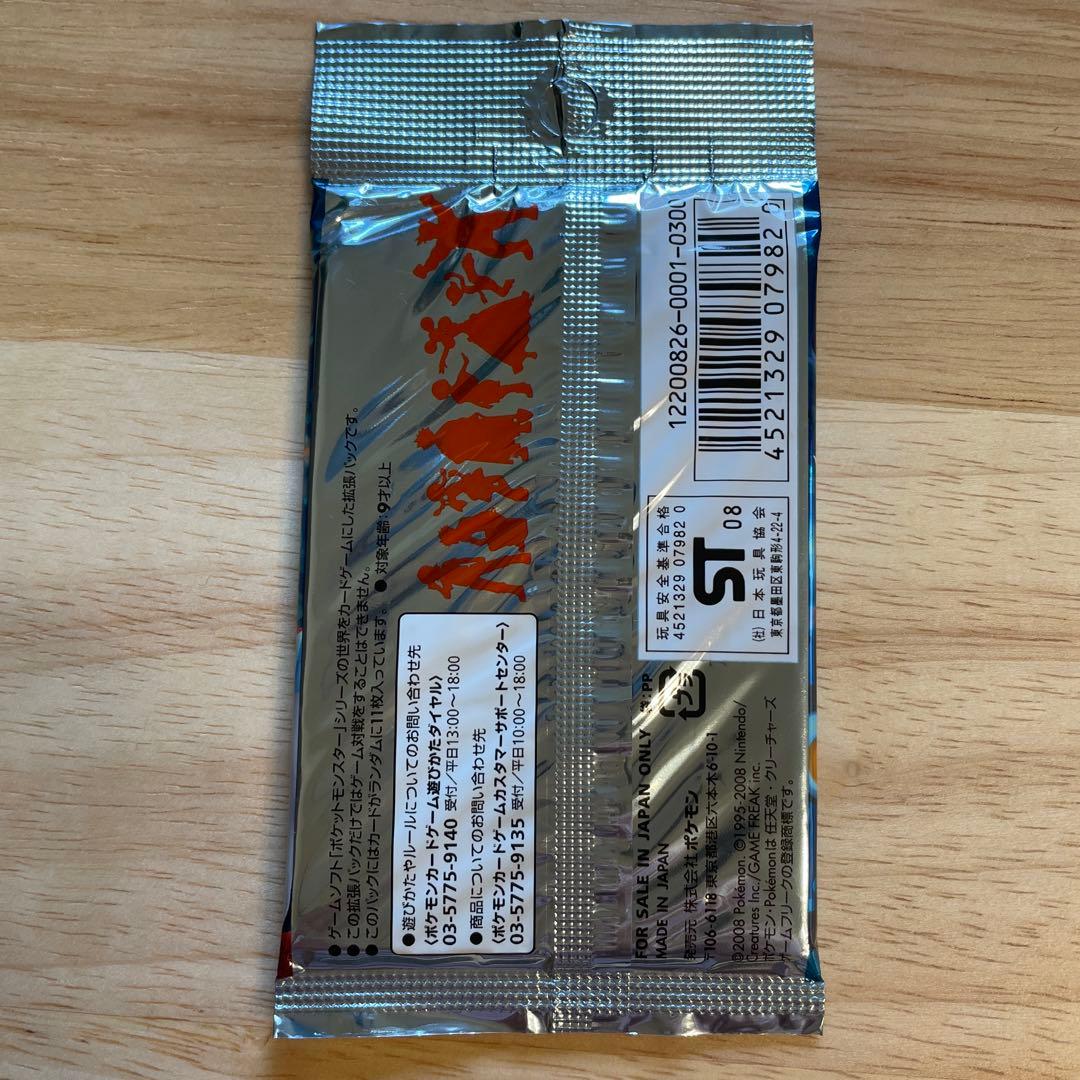 ●ゲームソフト「ポケットモンスター」シリーズの世界をカードゲームにした拡張パックです。
●この拡張パックだけではゲーム対戦をすることはできません。
●このパックにはカードがランダムに11枚入っています。 ●対象年齢：9才以上
●遊びかたやルールについてのお問い合わせ先
〈ポケモンカードゲーム遊びかたダイヤル〉
03-5775-9140 受付／平日13:00〜18:00
●商品についてのお問い合わせ先
〈ポケモンカードゲームカスタマーサポートセンター〉
03-5775-9135 受付／平日10:00〜18:00
FOR SALE IN JAPAN ONLY
MADE IN JAPAN
発売元 株式会社ポケモン
〒106-6118 東京都港区六本木6-10-1
©2008 Pokémon. ©1995-2008 Nintendo/
Creatures Inc./GAME FREAK inc.
ポケモン・Pokémonは任天堂・クリーチャーズ・
ゲームフリークの登録商標です。
袋:PP
プラ
玩具安全基準合格
4521329 07982 0
ST 08
(社) 日本玩具協会
東京都墨田区東駒形4-22-4
12200826-0001-0300
4521329 07982 0